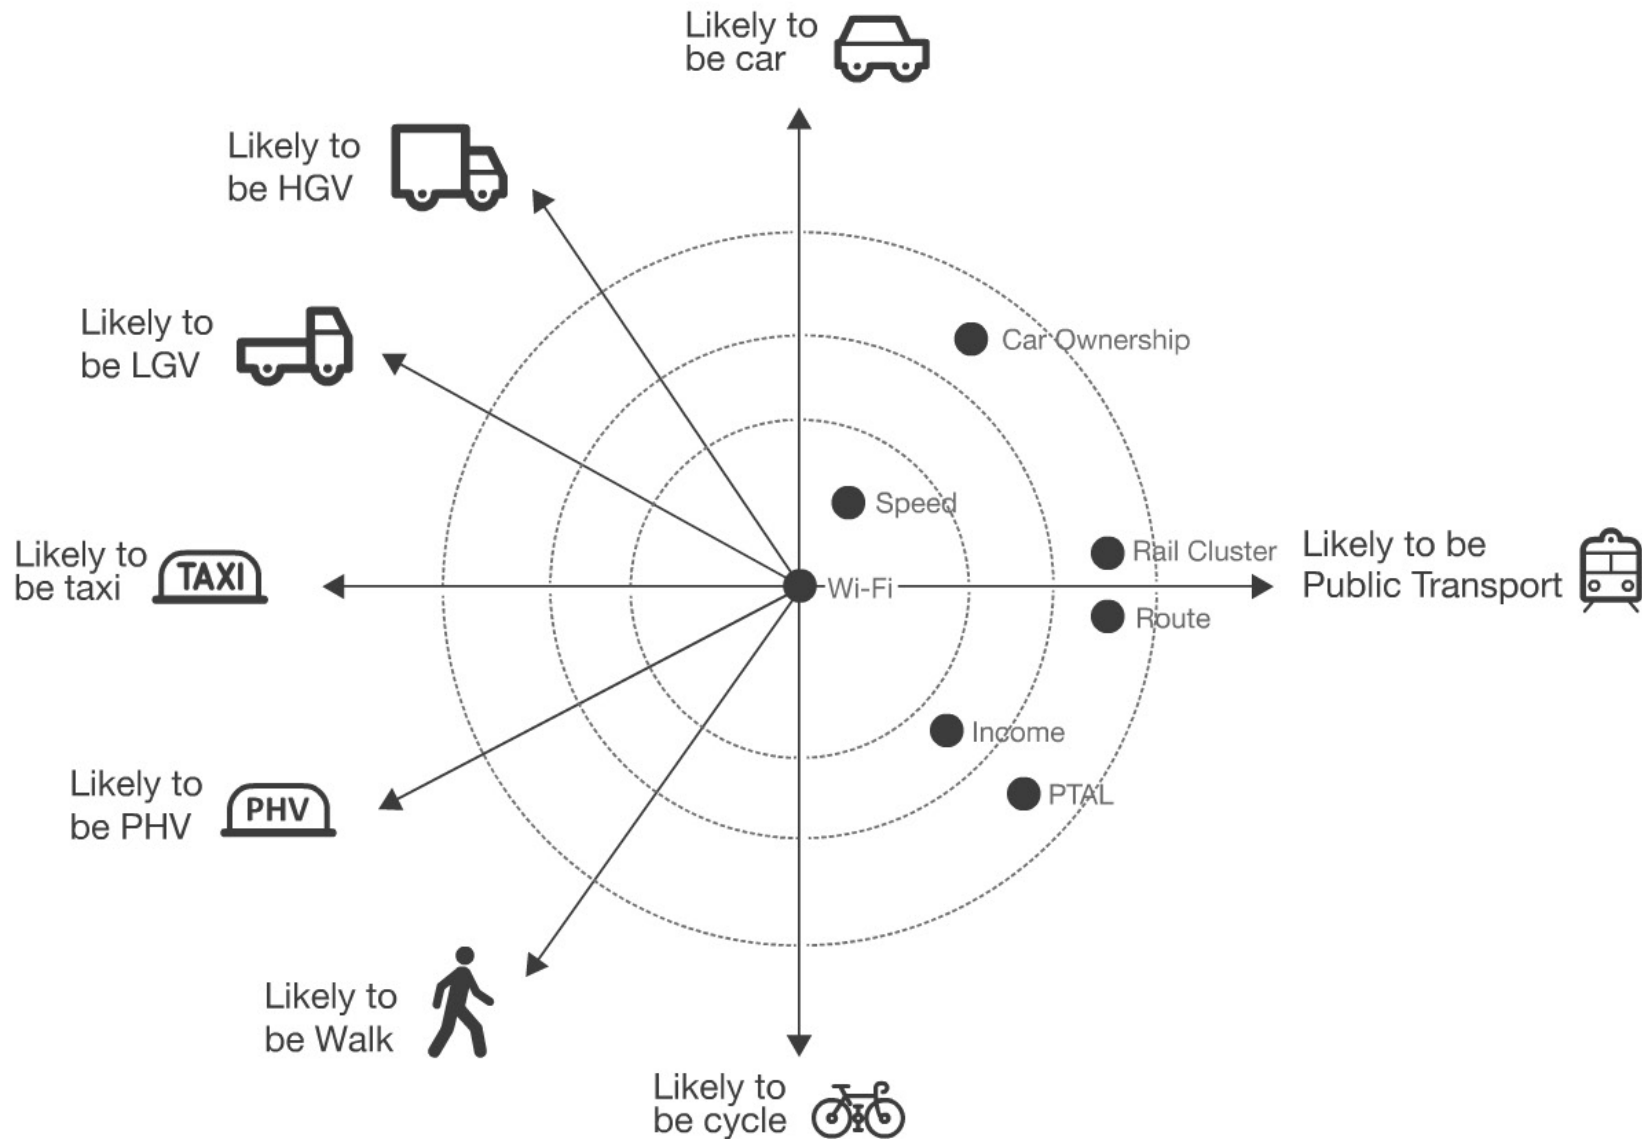 Likely to
be car
Likely to
be HGV
Likely to
be LGV
Car Ownership
Speed
Likely to
be taxi
TAXI
Wi-Fi
Rail Cluster
Likely to be
Public Transport
Route
Income
PTAL
Likely to
be PHV
PHV
Likely to
be Walk
Likely to
be cycle